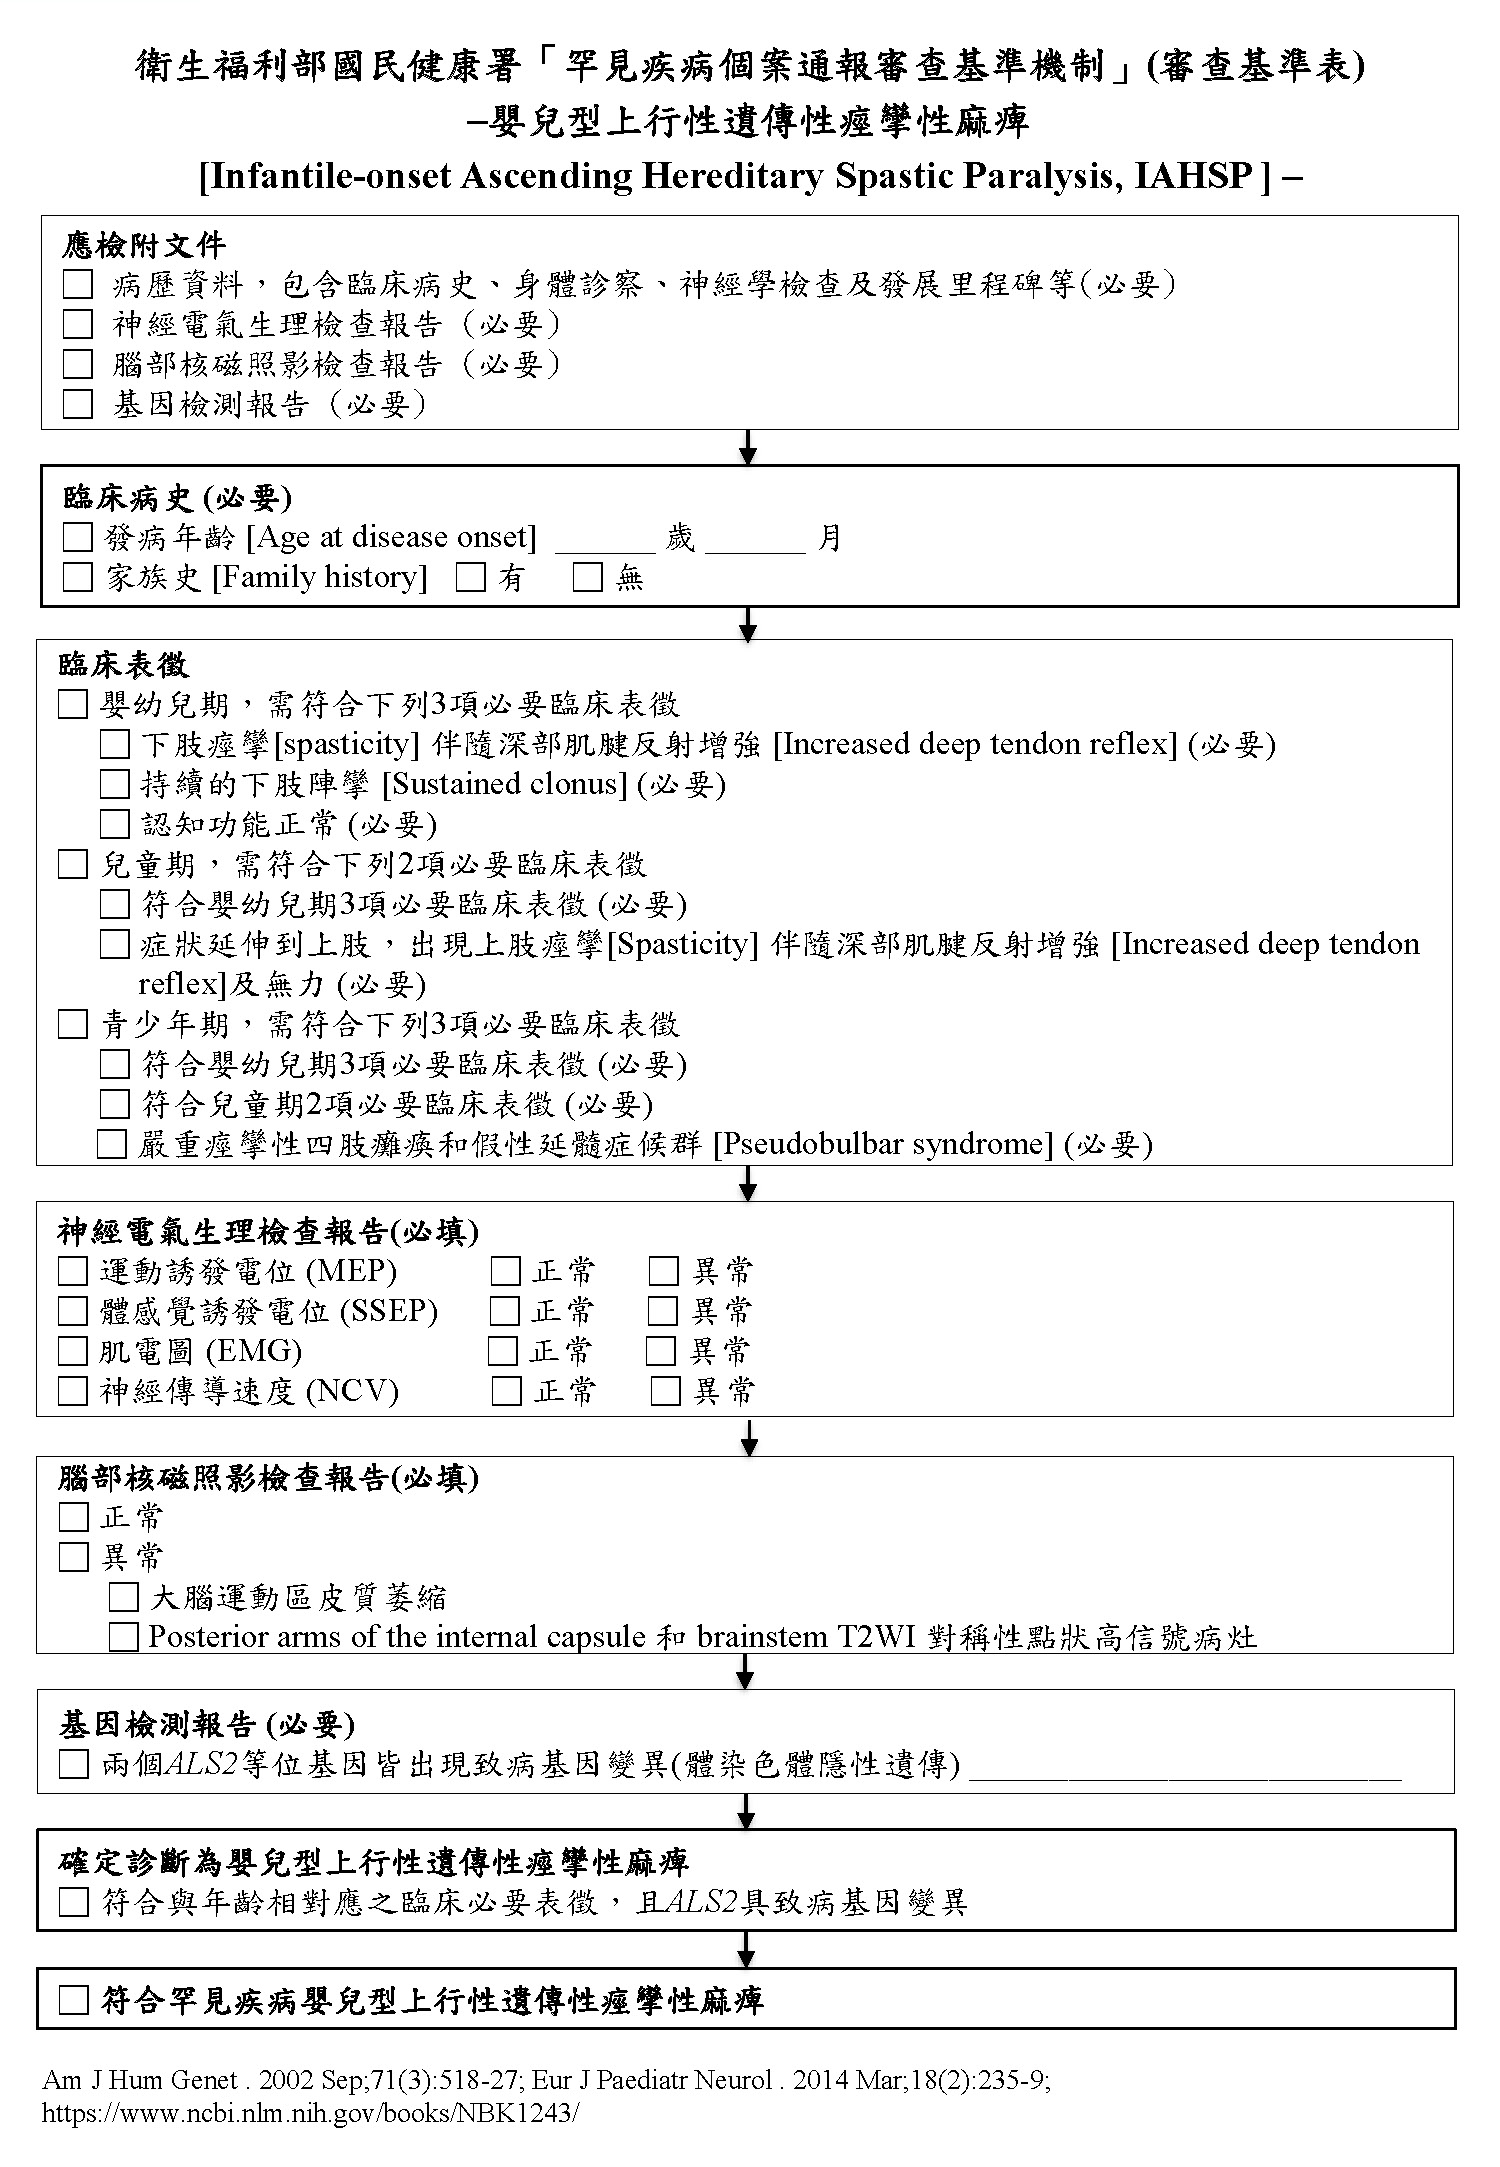 衛生福利部國民健康署「罕見疾病個案通報審查基準機制」(審查基準表)
–嬰兒型上行性遺傳性痙攣性麻痺
[Infantile-onset Ascending Hereditary Spastic Paralysis, IAHSP ] –
應檢附文件
□ 病歷資料，包含臨床病史、身體診察、神經學檢查及發展里程碑等(必要)
□ 神經電氣生理檢查報告（必要）
□ 腦部核磁照影檢查報告（必要）
□ 基因檢測報告（必要）
臨床病史 (必要)
□ 發病年齡 [Age at disease onset] ______ 歲 ______ 月
□ 家族史 [Family history] □ 有 □ 無
臨床表徵
□ 嬰幼兒期，需符合下列3項必要臨床表徵
□ 下肢痙攣[spasticity] 伴隨深部肌腱反射增強 [Increased deep tendon reflex] (必要)
□ 持續的下肢陣攣 [Sustained clonus] (必要)
□ 認知功能正常 (必要)
□ 兒童期，需符合下列2項必要臨床表徵
□ 符合嬰幼兒期3項必要臨床表徵 (必要)
□ 症狀延伸到上肢，出現上肢痙攣[Spasticity] 伴隨深部肌腱反射增強 [Increased deep tendon
reflex]及無力 (必要)
□ 青少年期，需符合下列3項必要臨床表徵
□ 符合嬰幼兒期3項必要臨床表徵 (必要)
□ 符合兒童期2項必要臨床表徵 (必要)
□ 嚴重痙攣性四肢癱瘓和假性延髓症候群 [Pseudobulbar syndrome] (必要)
神經電氣生理檢查報告(必填)
□ 運動誘發電位 (MEP) □ 正常 □ 異常
□ 體感覺誘發電位 (SSEP) □ 正常 □ 異常
□ 肌電圖 (EMG) □ 正常 □ 異常
□ 神經傳導速度 (NCV) □ 正常 □ 異常
腦部核磁照影檢查報告(必填)
□ 正常
□ 異常
□ 大腦運動區皮質萎縮
□ Posterior arms of the internal capsule 和 brainstem T2WI 對稱性點狀高信號病灶
基因檢測報告 (必要)
□ 兩個ALS2等位基因皆出現致病基因變異(體染色體隱性遺傳) __________________________
確定診斷為嬰兒型上行性遺傳性痙攣性麻痺
□ 符合與年齡相對應之臨床必要表徵，且ALS2具致病基因變異
□ 符合罕見疾病嬰兒型上行性遺傳性痙攣性麻痺
Am J Hum Genet . 2002 Sep;71(3):518-27; Eur J Paediatr Neurol . 2014 Mar;18(2):235-9;
https://www.ncbi.nlm.nih.gov/books/NBK1243/